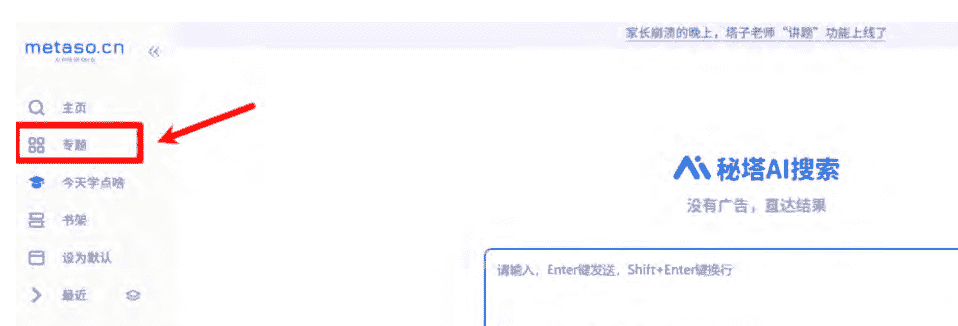 家长崩溃的晚上，塔子老师“讲题”功能上线了
metaso.cn
主页
专题
今天学点啥
书架
设为默认
最近
秘塔AI搜索
没有广告，直达结果
请输入，Enter键发送，Shift+Enter键换行